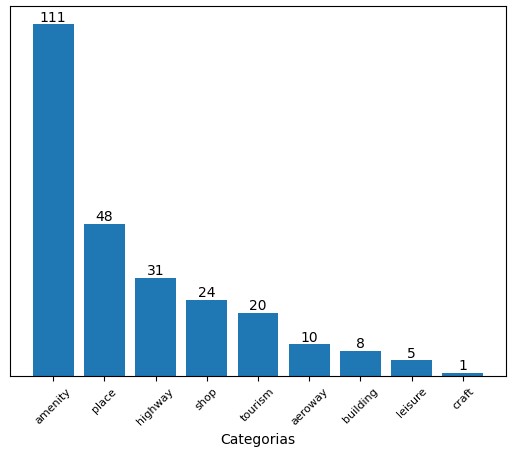 111
48
31
24
20
10
8
5
1
amenity
place
highway
shop
tourism
aeroway
building
leisure
craft
Categorias